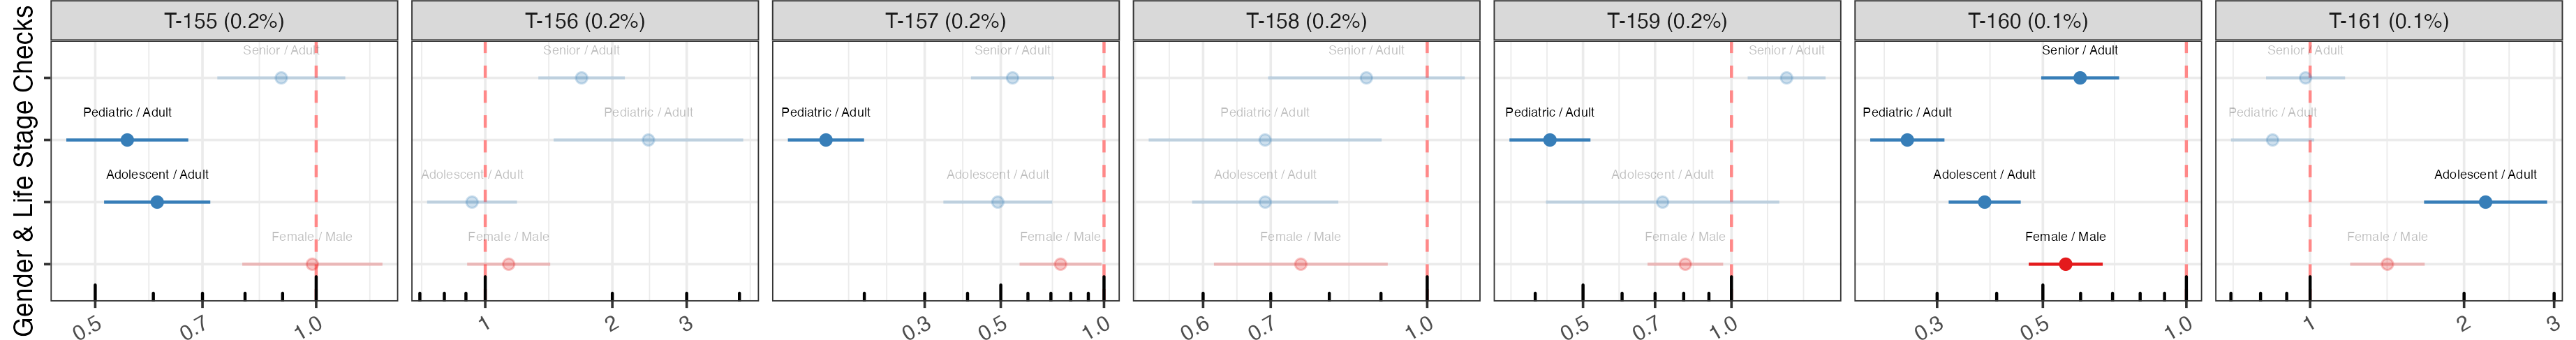 Gender & Life Stage Checks
T-155 (0.2%)
Senior / Adult
Pediatric / Adult
Adolescent / Adult
Female / Male
0.5 0.7 1.0
T-156 (0.2%)
Senior / Adult
Pediatric / Adult
Adolescent / Adult
Female / Male
1 2 3
T-157 (0.2%)
Senior / Adult
Pediatric / Adult
Adolescent / Adult
Female / Male
0.3 0.5 1.0
T-158 (0.2%)
Senior / Adult
Pediatric / Adult
Adolescent / Adult
Female / Male
0.6 0.7 1.0
T-159 (0.2%)
Senior / Adult
Pediatric / Adult
Adolescent / Adult
Female / Male
0.5 0.7 1.0
T-160 (0.1%)
Senior / Adult
Pediatric / Adult
Adolescent / Adult
Female / Male
0.3 0.5 1.0
T-161 (0.1%)
Senior / Adult
Pediatric / Adult
Adolescent / Adult
Female / Male
1 2 3